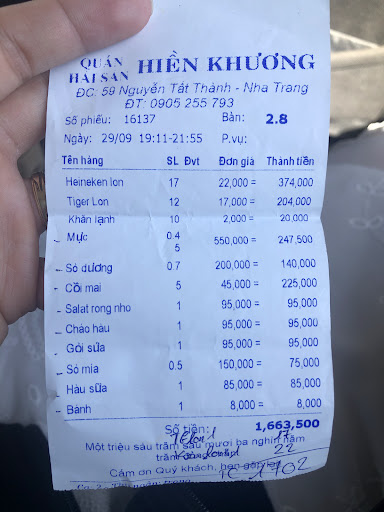 QUÁN HẢI SẢN HIỀN KHƯƠNG
ĐC: 59 Nguyễn Tất Thành - Nha Trang
ĐT: 0905 255 793
Số phiếu: 16137 Bàn: 2.8
Ngày: 29/09 19:11-21:55 P.vụ:
Tên hàng SL Đvt Đơn giá Thành tiền
Heineken lon 17 22,000 = 374,000
Tiger Lon 12 17,000 = 204,000
Khăn lạnh 10 2,000 = 20,000
Mực 0.45 550,000 = 247,500
Sò dương 0.7 200,000 = 140,000
Cồi mai 5 45,000 = 225,000
Salat rong nho 1 95,000 = 95,000
Cháo hàu 1 95,000 = 95,000
Gỏi sứa 1 95,000 = 95,000
Sò mía 0.5 150,000 = 75,000
Hàu sữa 1 85,000 = 85,000
Bánh 1 8,000 = 8,000
Số tiền: 1,663,500
Một triệu sáu trăm sáu mươi ba nghìn năm
trăm
17
22
Cảm ơn Quý khách, hẹn gặp lại
1702